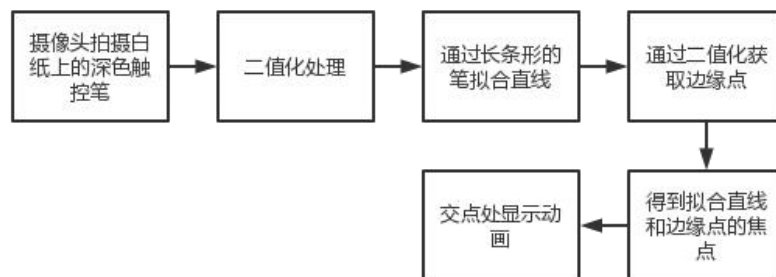 摄像头拍摄白
纸上的深色触
控笔
二值化处理
通过长条形的
笔拟合直线
通过二值化获
取边缘点
得到拟合直线
和边缘点的焦
点
交点处显示动
画